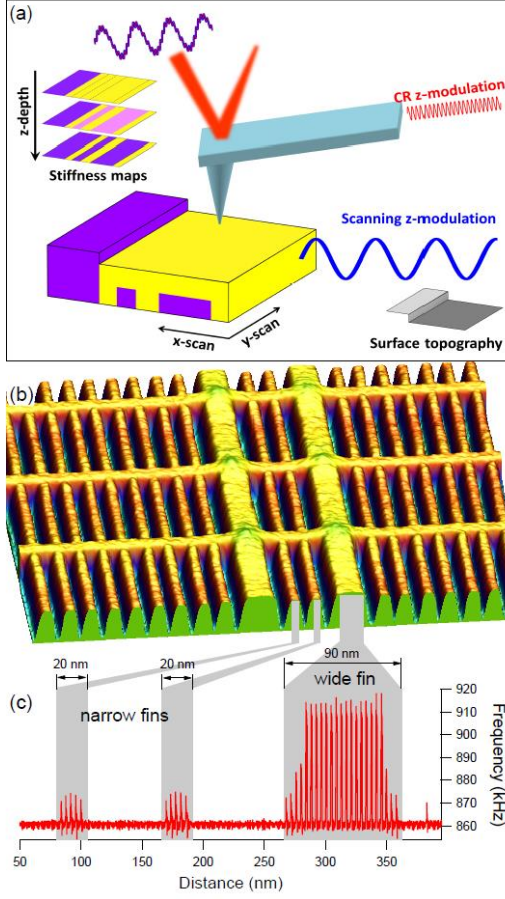 (a)
CR z-modulation
z-depth
Stiffness maps
Scanning z-modulation
x-scan
y-scan
Surface topography
(b)
20 nm
20 nm
90 nm
wide fin
(c)
narrow fins
920
910
900
890
880
870
860
Frequency (kHz)
50
100
150
200
250
300
350
Distance (nm)